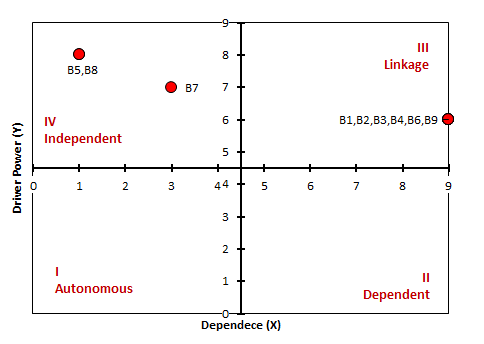 9
8
7
6
5
4
3
2
1
0
0 1 2 3 4 5 6 7 8 9
B5,B8
B7
B1,B2,B3,B4,B6,B9
III
Linkage
IV
Independent
I
Autonomous
II
Dependent
Driver Power (Y)
Dependece (X)